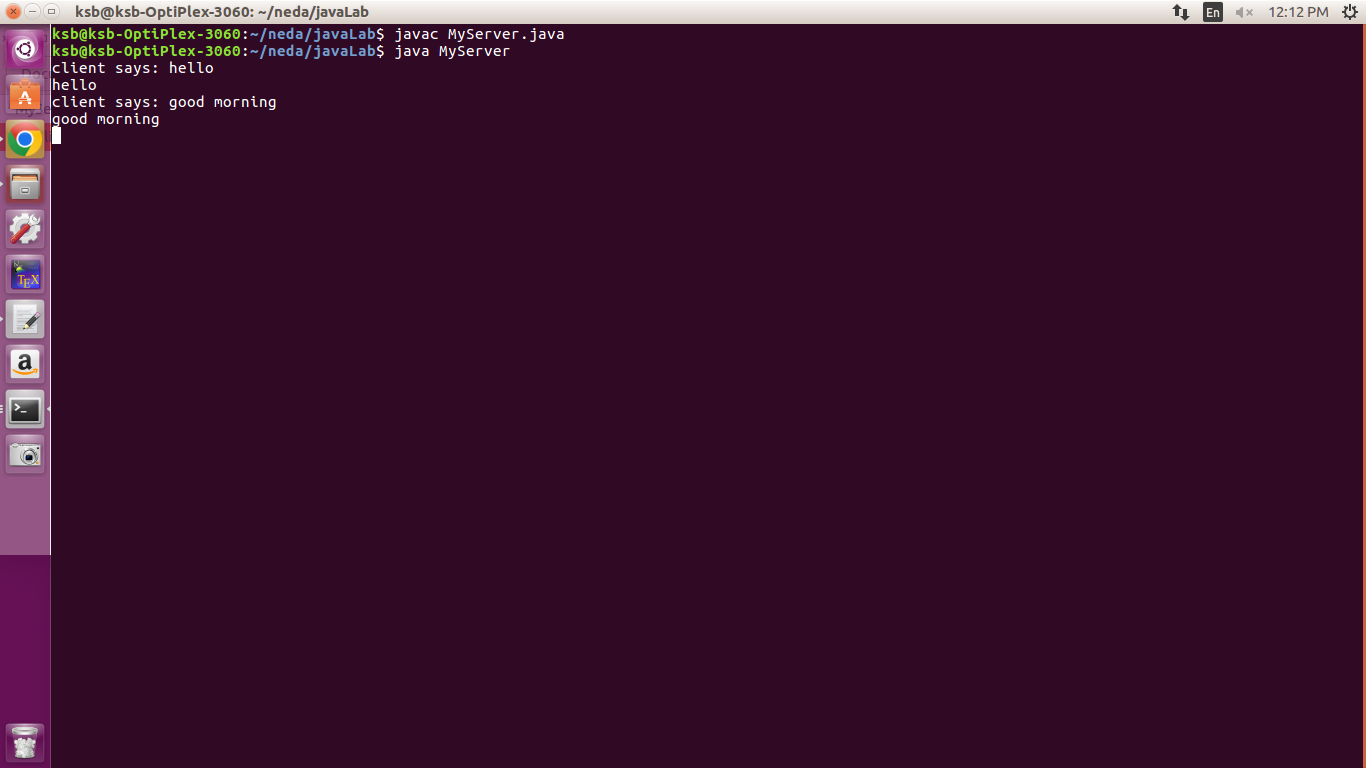 ksb@ksb-OptiPlex-3060: ~/neda/javaLab
En
12:12 PM
ksb@ksb-OptiPlex-3060:~/neda/javaLab$ javac MyServer.java
ksb@ksb-OptiPlex-3060:~/neda/javaLab$ java MyServer
client says: hello
hello
client says: good morning
good morning
TEX
a
>_